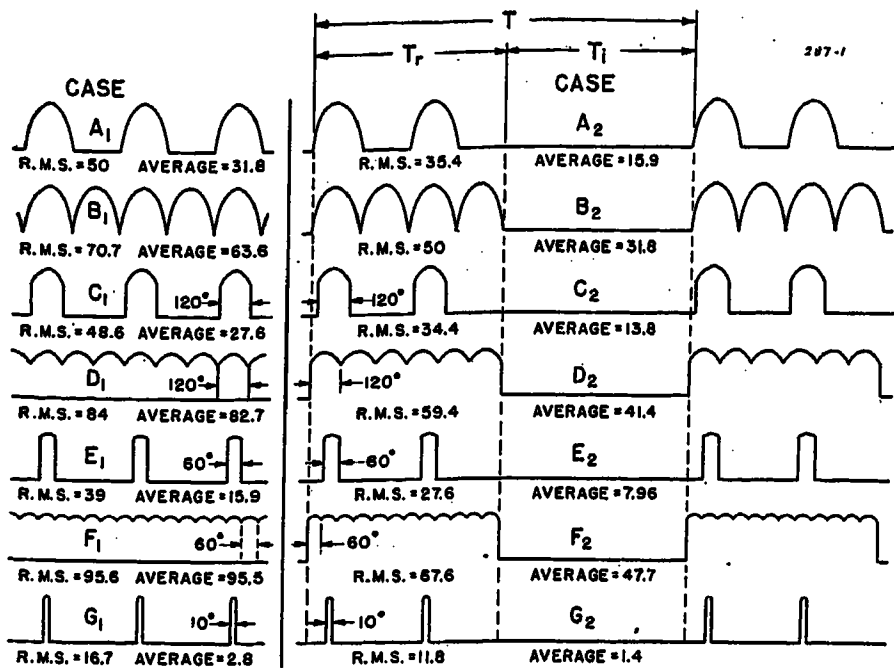 T
Tr Ti 287-1
CASE CASE
A1 A2
R.M.S.=50 AVERAGE=31.8 R.M.S.=35.4 AVERAGE=15.9
B1 B2
R.M.S.=70.7 AVERAGE=63.6 R.M.S.=50 AVERAGE=31.8
C1 120° 120° C2
R.M.S.=48.6 AVERAGE=27.6 R.M.S.=34.4 AVERAGE=13.8
D1 120° 120° D2
R.M.S.=84 AVERAGE=82.7 R.M.S.=59.4 AVERAGE=41.4
E1 60° 60° E2
R.M.S.=39 AVERAGE=15.9 R.M.S.=27.6 AVERAGE=7.96
F1 60° 60° F2
R.M.S.=95.6 AVERAGE=95.5 R.M.S.=67.6 AVERAGE=47.7
G1 10° 10° G2
R.M.S.=16.7 AVERAGE=2.8 R.M.S.=11.8 AVERAGE=1.4